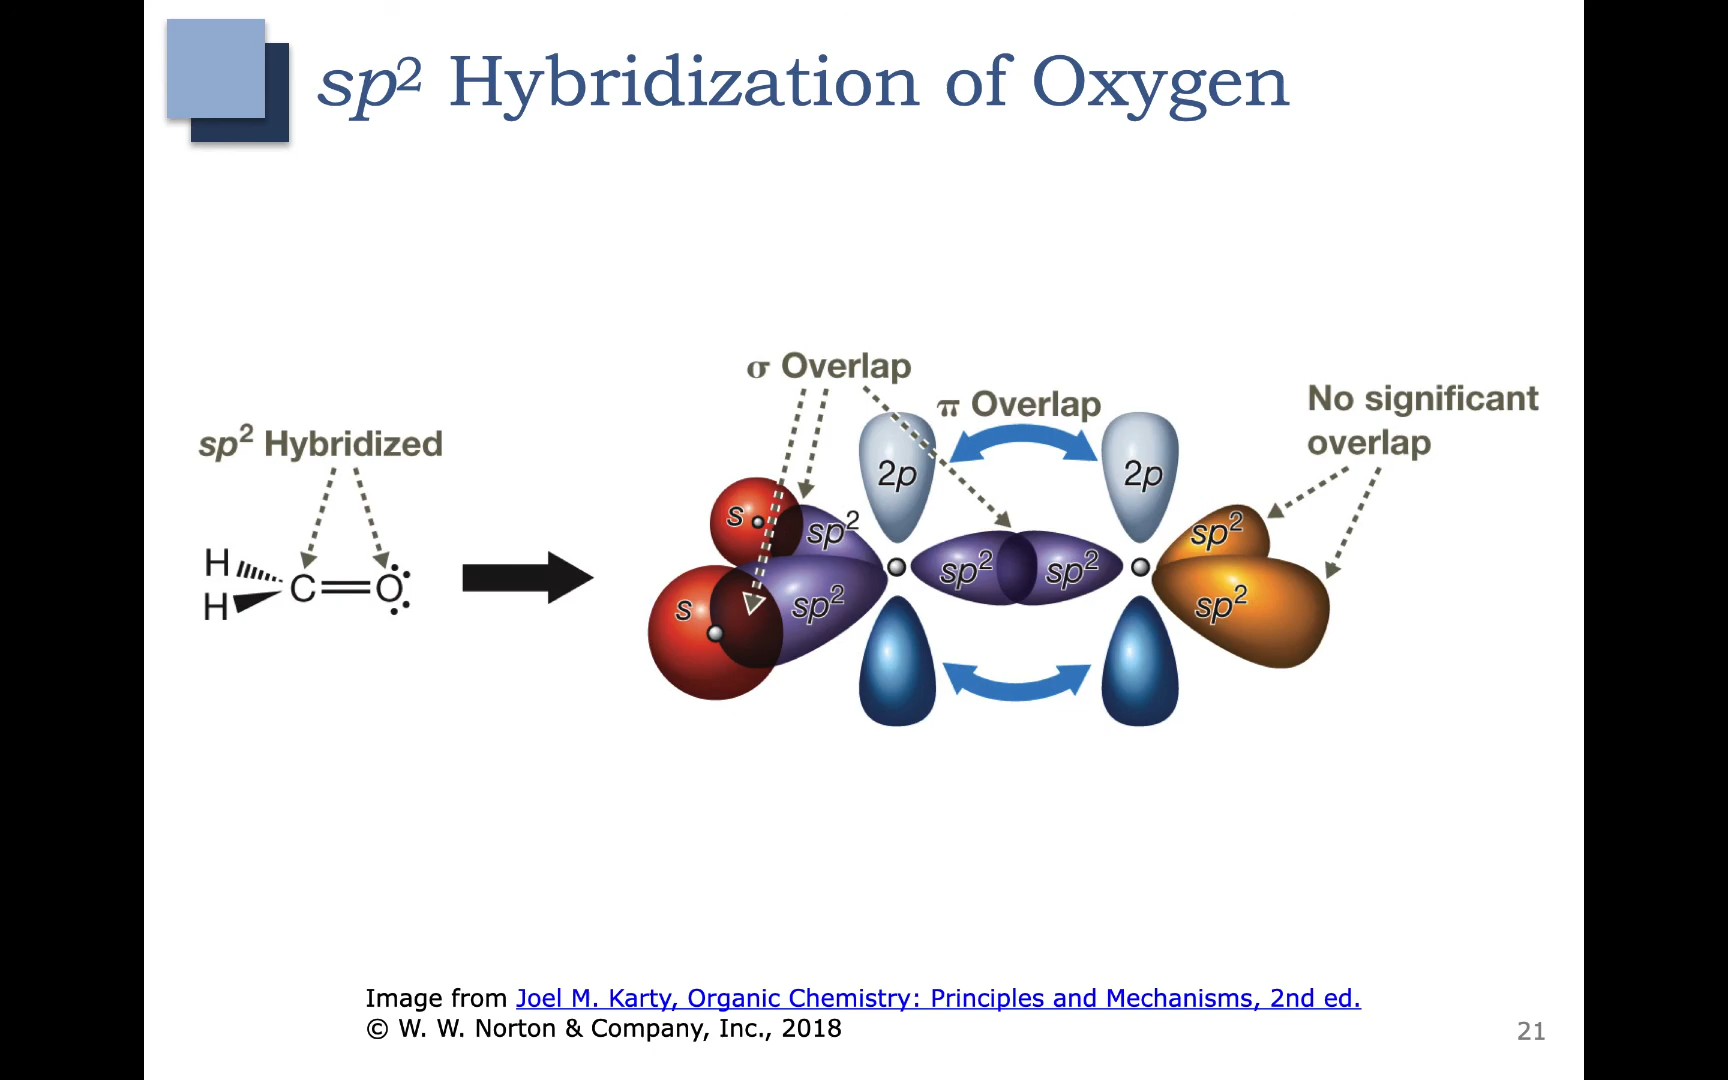 sp² Hybridization of Oxygen
σ Overlap
π Overlap
No significant
overlap
sp² Hybridized
2p
2p
s
sp²
sp²
H
C
O
H
sp²
sp²
s
sp²
sp²
Image from Joel M. Karty, Organic Chemistry: Principles and Mechanisms, 2nd ed.
© W. W. Norton & Company, Inc., 2018
21